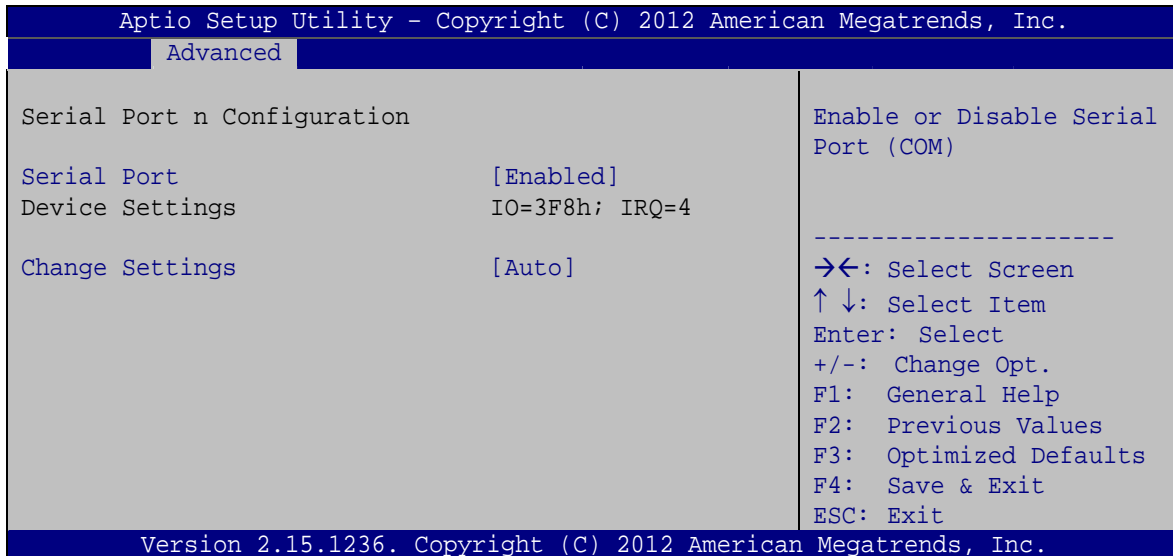 Aptio Setup Utility – Copyright (C) 2012 American Megatrends, Inc.
Advanced
Serial Port n Configuration
Serial Port [Enabled]
Device Settings IO=3F8h; IRQ=4
Change Settings [Auto]
Enable or Disable Serial
Port (COM)
---------------------
→←: Select Screen
↑ ↓: Select Item
Enter: Select
+/-: Change Opt.
F1: General Help
F2: Previous Values
F3: Optimized Defaults
F4: Save & Exit
ESC: Exit
Version 2.15.1236. Copyright (C) 2012 American Megatrends, Inc.